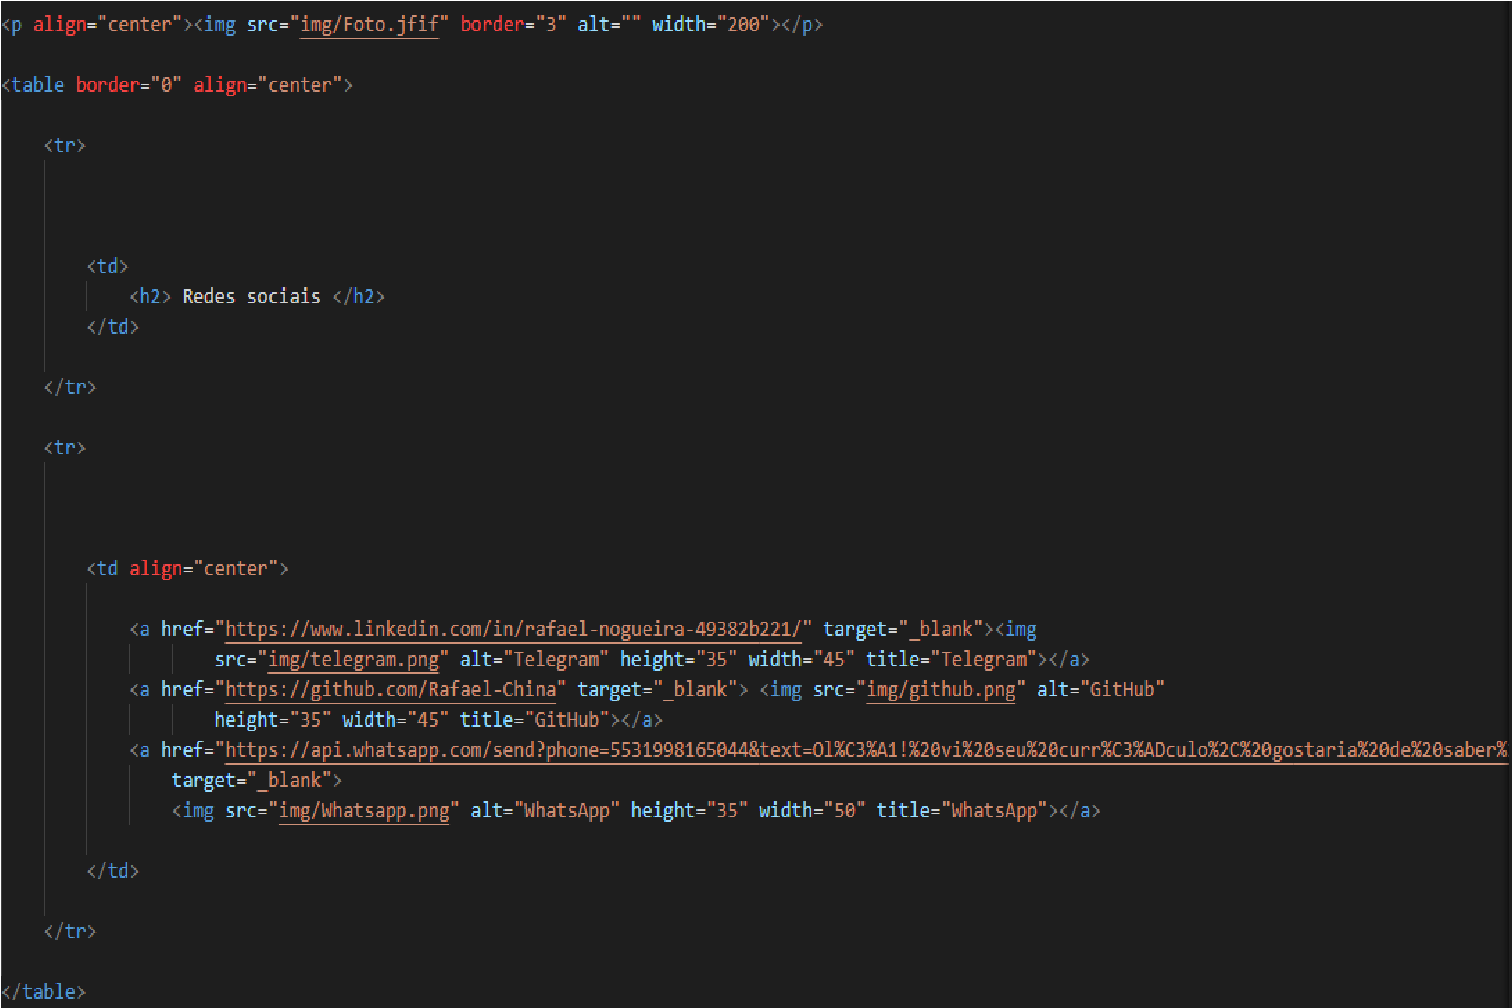 <p align="center"><img src="img/Foto.jfif" border="3" alt="" width="200"></p>
<table border="0" align="center">
<tr>
<td>
<h2> Redes sociais </h2>
</td>
</tr>
<tr>
<td align="center">
<a href="https://www.linkedin.com/in/rafael-nogueira-49382b221/" target="_blank"><img
src="img/telegram.png" alt="Telegram" height="35" width="45" title="Telegram"></a>
<a href="https://github.com/Rafael-China" target="_blank"> <img src="img/github.png" alt="GitHub"
height="35" width="45" title="GitHub"></a>
<a href="https://api.whatsapp.com/send?phone=5531998165044&text=Ol%C3%A1!%20vi%20seu%20curr%C3%ADculo%2C%20gostaria%20de%20saber%
target="_blank">
<img src="img/Whatsapp.png" alt="WhatsApp" height="35" width="50" title="WhatsApp"></a>
</td>
</tr>
</table>